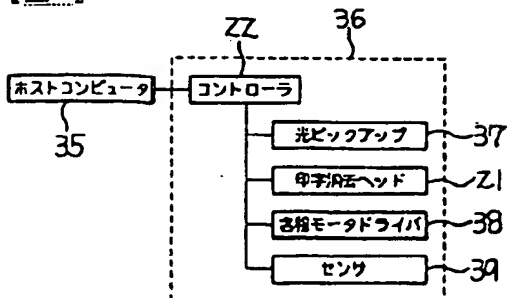 22
36
ホストコンピュータ
コントローラ
35
光ピックアップ
37
印字消去ヘッド
21
各種モータドライバ
38
センサ
39